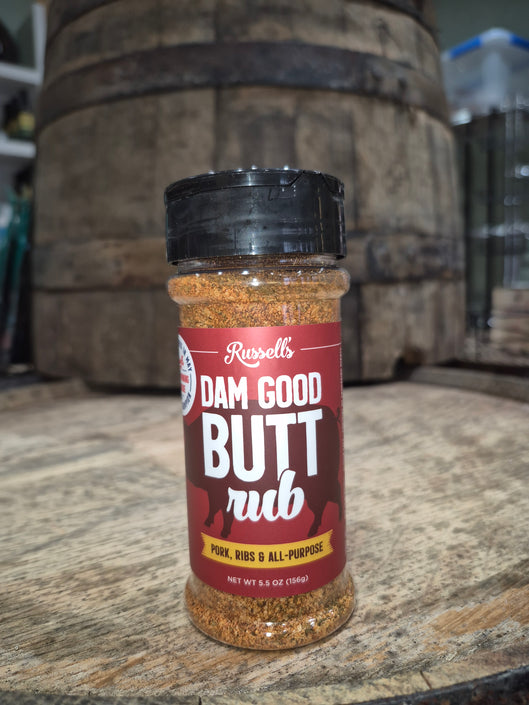 Russell's
DAM GOOD
BUTT
rub
PORK, RIBS & ALL-PURPOSE
NET WT 5.5 OZ (156g)